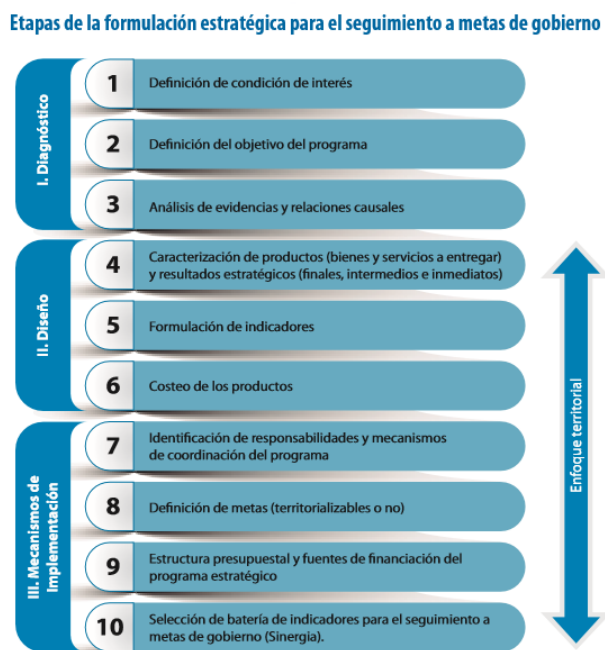 Etapas de la formulación estratégica para el seguimiento a metas de gobierno
I. Diagnóstico
1
Definición de condición de interés
2
Definición del objetivo del programa
3
Análisis de evidencias y relaciones causales
II. Diseño
4
Caracterización de productos (bienes y servicios a entregar)
y resultados estratégicos (finales, intermedios e inmediatos)
5
Formulación de indicadores
6
Costeo de los productos
III. Mecanismos de
Implementación
7
Identificación de responsabilidades y mecanismos
de coordinación del programa
8
Definición de metas (territorializables o no)
9
Estructura presupuestal y fuentes de financiación del
programa estratégico
10
Selección de batería de indicadores para el seguimiento a
metas de gobierno (Sinergia).
Enfoque territorial